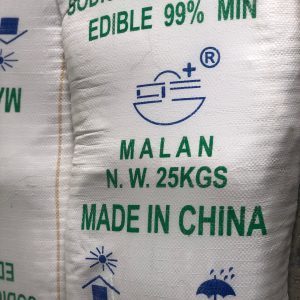 EDIBLE 99% MIN
®
MALAN
N. W. 25KGS
MADE IN CHINA